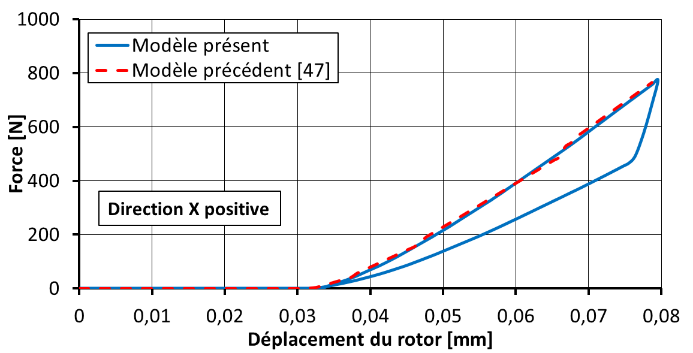 1000
800
600
400
200
0
Force [N]
Modèle présent
Modèle précédent [47]
Direction X positive
0 0,01 0,02 0,03 0,04 0,05 0,06 0,07 0,08
Déplacement du rotor [mm]